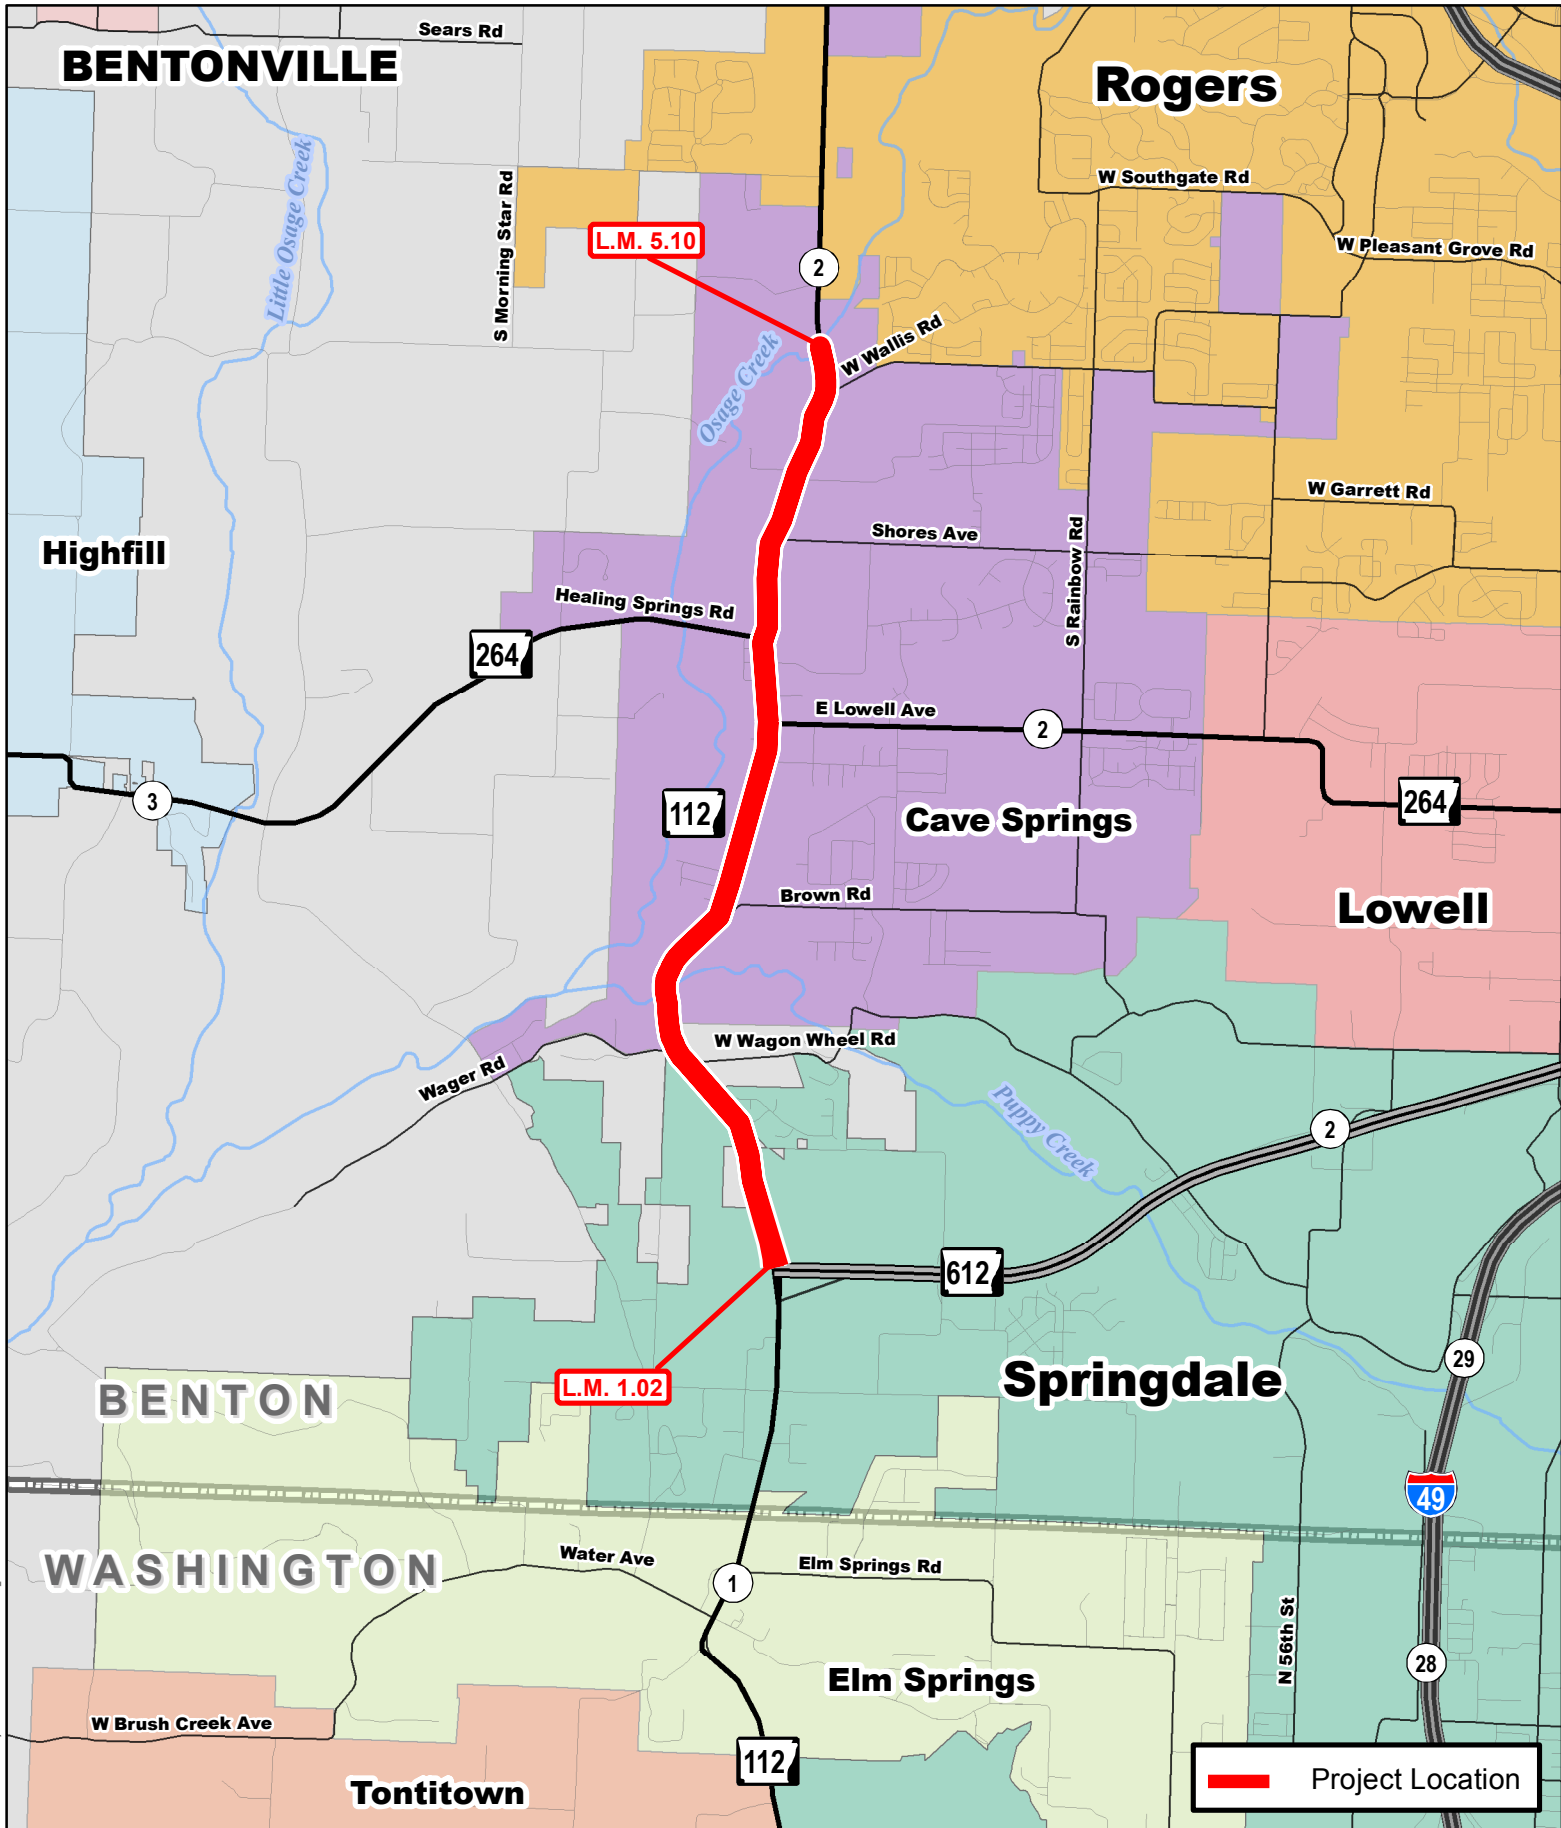 Sears Rd
BENTONVILLE
Rogers
Little Osage Creek
S Morning Star Rd
W Southgate Rd
L.M. 5.10
2
W Pleasant Grove Rd
Osage Creek
W Wallis Rd
W Garrett Rd
Highfill
Shores Ave
S Rainbow Rd
Healing Springs Rd
264
E Lowell Ave
2
3
112
Cave Springs
264
Brown Rd
Lowell
W Wagon Wheel Rd
Wager Rd
Puppy Creek
2
612
L.M. 1.02
Springdale
29
BENTON
49
WASHINGTON
Water Ave
Elm Springs Rd
1
N 56th St
28
Elm Springs
W Brush Creek Ave
112
Tontitown
Project Location